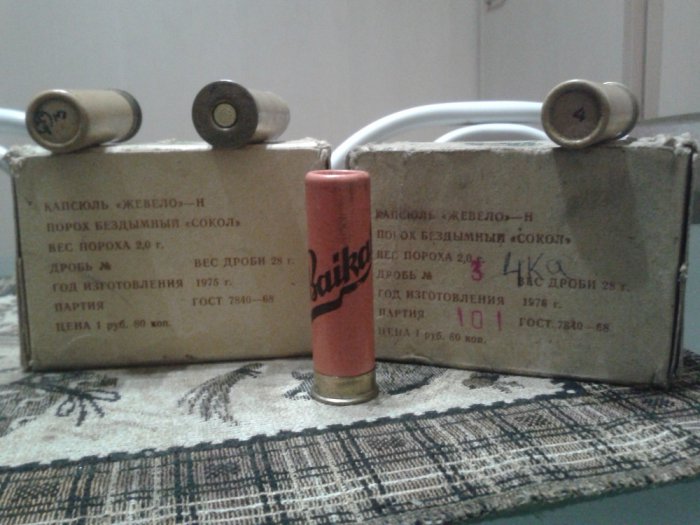 КАПСЮЛЬ «ЖЕВЕЛО»—Н
ПОРОХ БЕЗДЫМНЫЙ «СОКОЛ»
ВЕС ПОРОХА 2,0 г.
ДРОБЬ № ВЕС ДРОБИ 28 г.
ГОД ИЗГОТОВЛЕНИЯ 1975 г.
ПАРТИЯ ГОСТ 7840—68
ЦЕНА 1 руб. 60 коп.
Baikal
КАПСЮЛЬ «ЖЕВЕЛО»—Н
ПОРОХ БЕЗДЫМНЫЙ «СОКОЛ»
ВЕС ПОРОХА 2,0 г.
ДРОБЬ № 3 4Ка ВЕС ДРОБИ 28 г.
ГОД ИЗГОТОВЛЕНИЯ 1976 г.
ПАРТИЯ 101 ГОСТ 7840—68
ЦЕНА 1 руб. 60 коп.
4